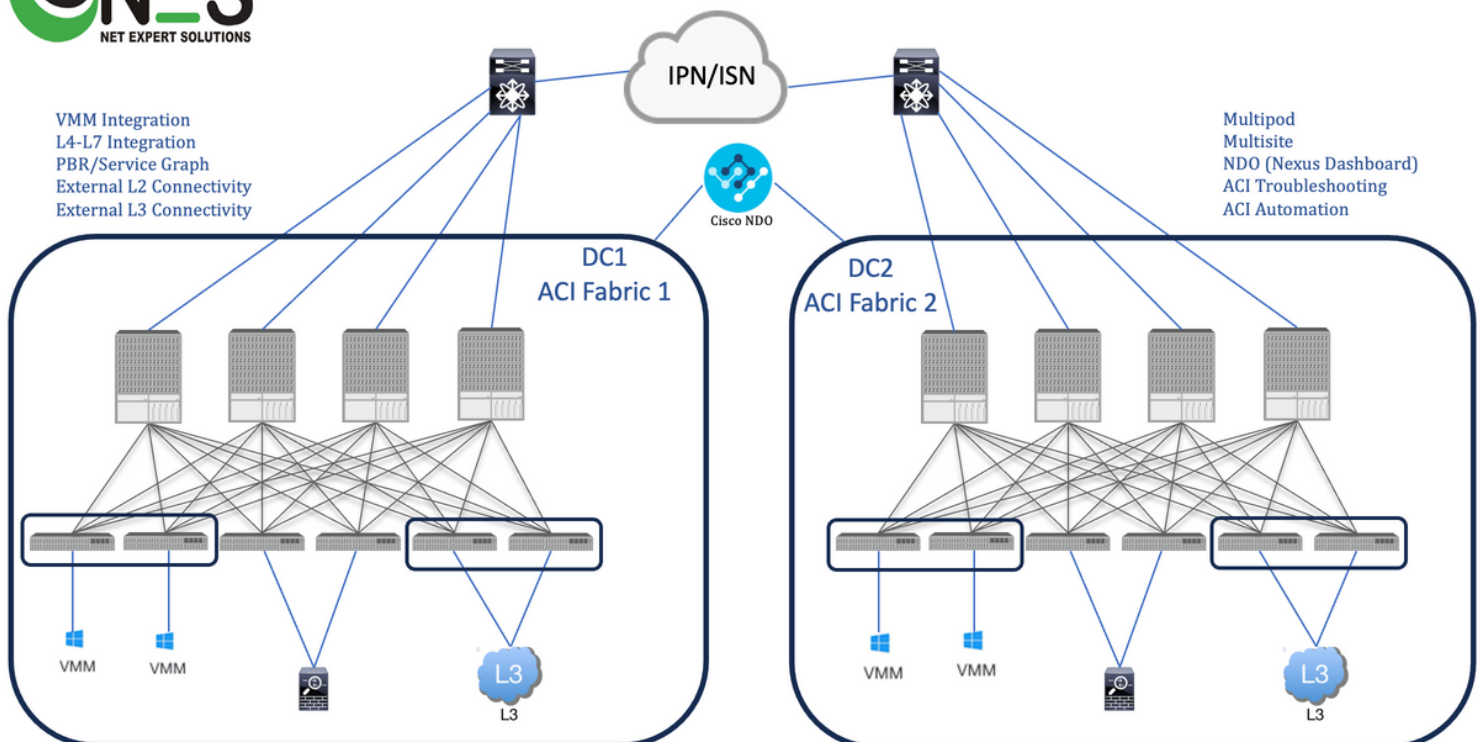 NET EXPERT SOLUTIONS
IPN/ISN
VMM Integration
L4-L7 Integration
PBR/Service Graph
External L2 Connectivity
External L3 Connectivity
Multipod
Multisite
NDO (Nexus Dashboard)
ACI Troubleshooting
ACI Automation
Cisco NDO
DC1
ACI Fabric 1
DC2
ACI Fabric 2
VMM
VMM
L3
L3
VMM
VMM
L3
L3